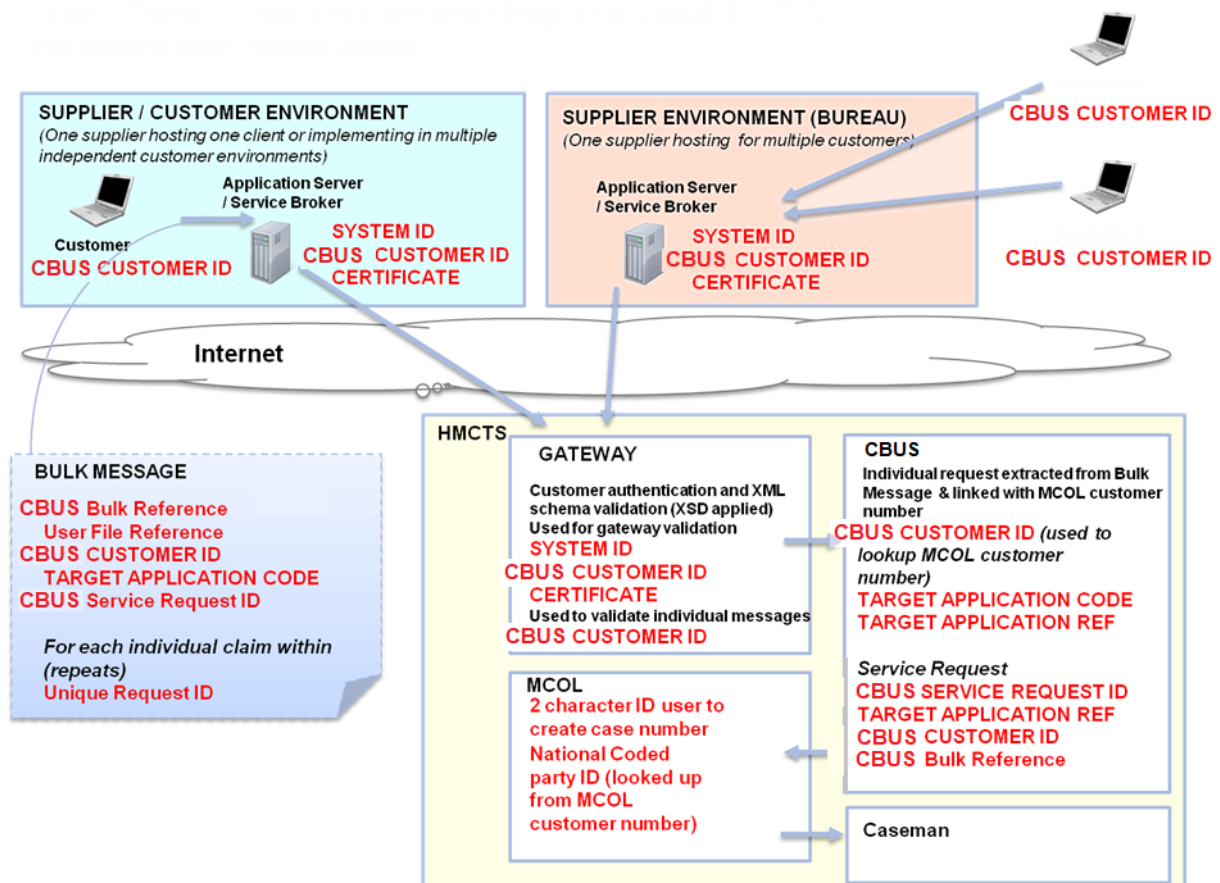 SUPPLIER / CUSTOMER ENVIRONMENT
(One supplier hosting one client or implementing in multiple
independent customer environments)
Customer
CBUS CUSTOMER ID
Application Server
/ Service Broker
SYSTEM ID
CBUS CUSTOMER ID
CERTIFICATE
SUPPLIER ENVIRONMENT (BUREAU)
(One supplier hosting for multiple customers)
Application Server
/ Service Broker
SYSTEM ID
CBUS CUSTOMER ID
CERTIFICATE
CBUS CUSTOMER ID
CBUS CUSTOMER ID
Internet
BULK MESSAGE
CBUS Bulk Reference
User File Reference
CBUS CUSTOMER ID
TARGET APPLICATION CODE
CBUS Service Request ID
For each individual claim within
(repeats)
Unique Request ID
HMCTS
GATEWAY
Customer authentication and XML
schema validation (XSD applied)
Used for gateway validation
SYSTEM ID
CBUS CUSTOMER ID
CERTIFICATE
Used to validate individual messages
CBUS CUSTOMER ID
CBUS
Individual request extracted from Bulk
Message & linked with MCOL customer
number
CBUS CUSTOMER ID (used to
lookup MCOL customer
number)
TARGET APPLICATION CODE
TARGET APPLICATION REF
Service Request
CBUS SERVICE REQUEST ID
TARGET APPLICATION REF
CBUS CUSTOMER ID
CBUS Bulk Reference
MCOL
2 character ID user to
create case number
National Coded
party ID (looked up
from MCOL
customer number)
Caseman